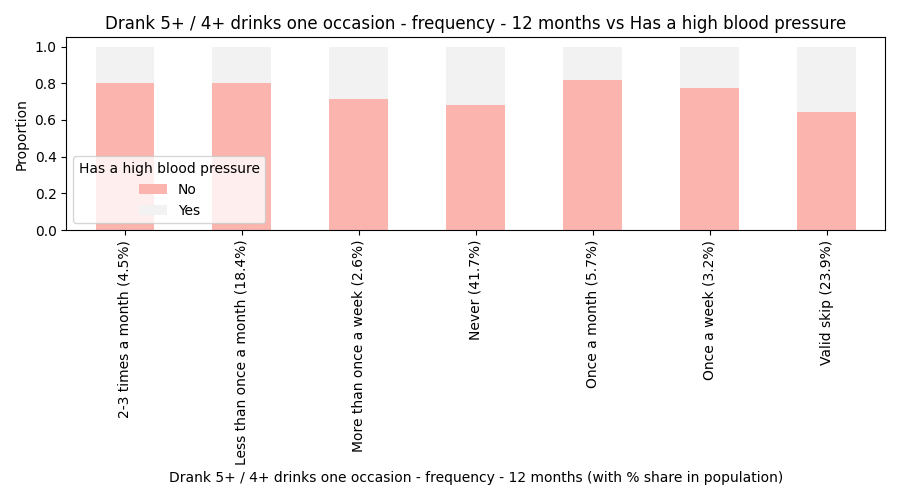 Drank 5+ / 4+ drinks one occasion - frequency - 12 months vs Has a high blood pressure
Proportion
1.0
0.8
0.6
0.4
0.2
0.0
Has a high blood pressure
No
Yes
2-3 times a month (4.5%)
Less than once a month (18.4%)
More than once a week (2.6%)
Never (41.7%)
Once a month (5.7%)
Once a week (3.2%)
Valid skip (23.9%)
Drank 5+ / 4+ drinks one occasion - frequency - 12 months (with % share in population)